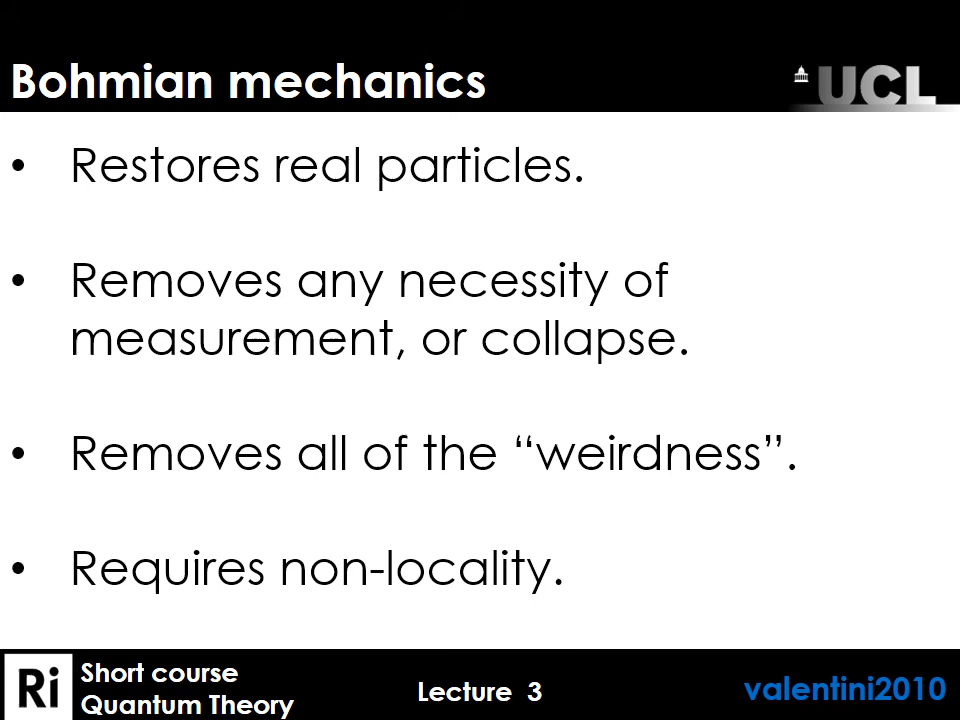 Bohmian mechanics
UCL
• Restores real particles.
• Removes any necessity of
measurement, or collapse.
• Removes all of the “weirdness”.
• Requires non-locality.
Ri
Short course
Quantum Theory
Lecture 3
valentini2010